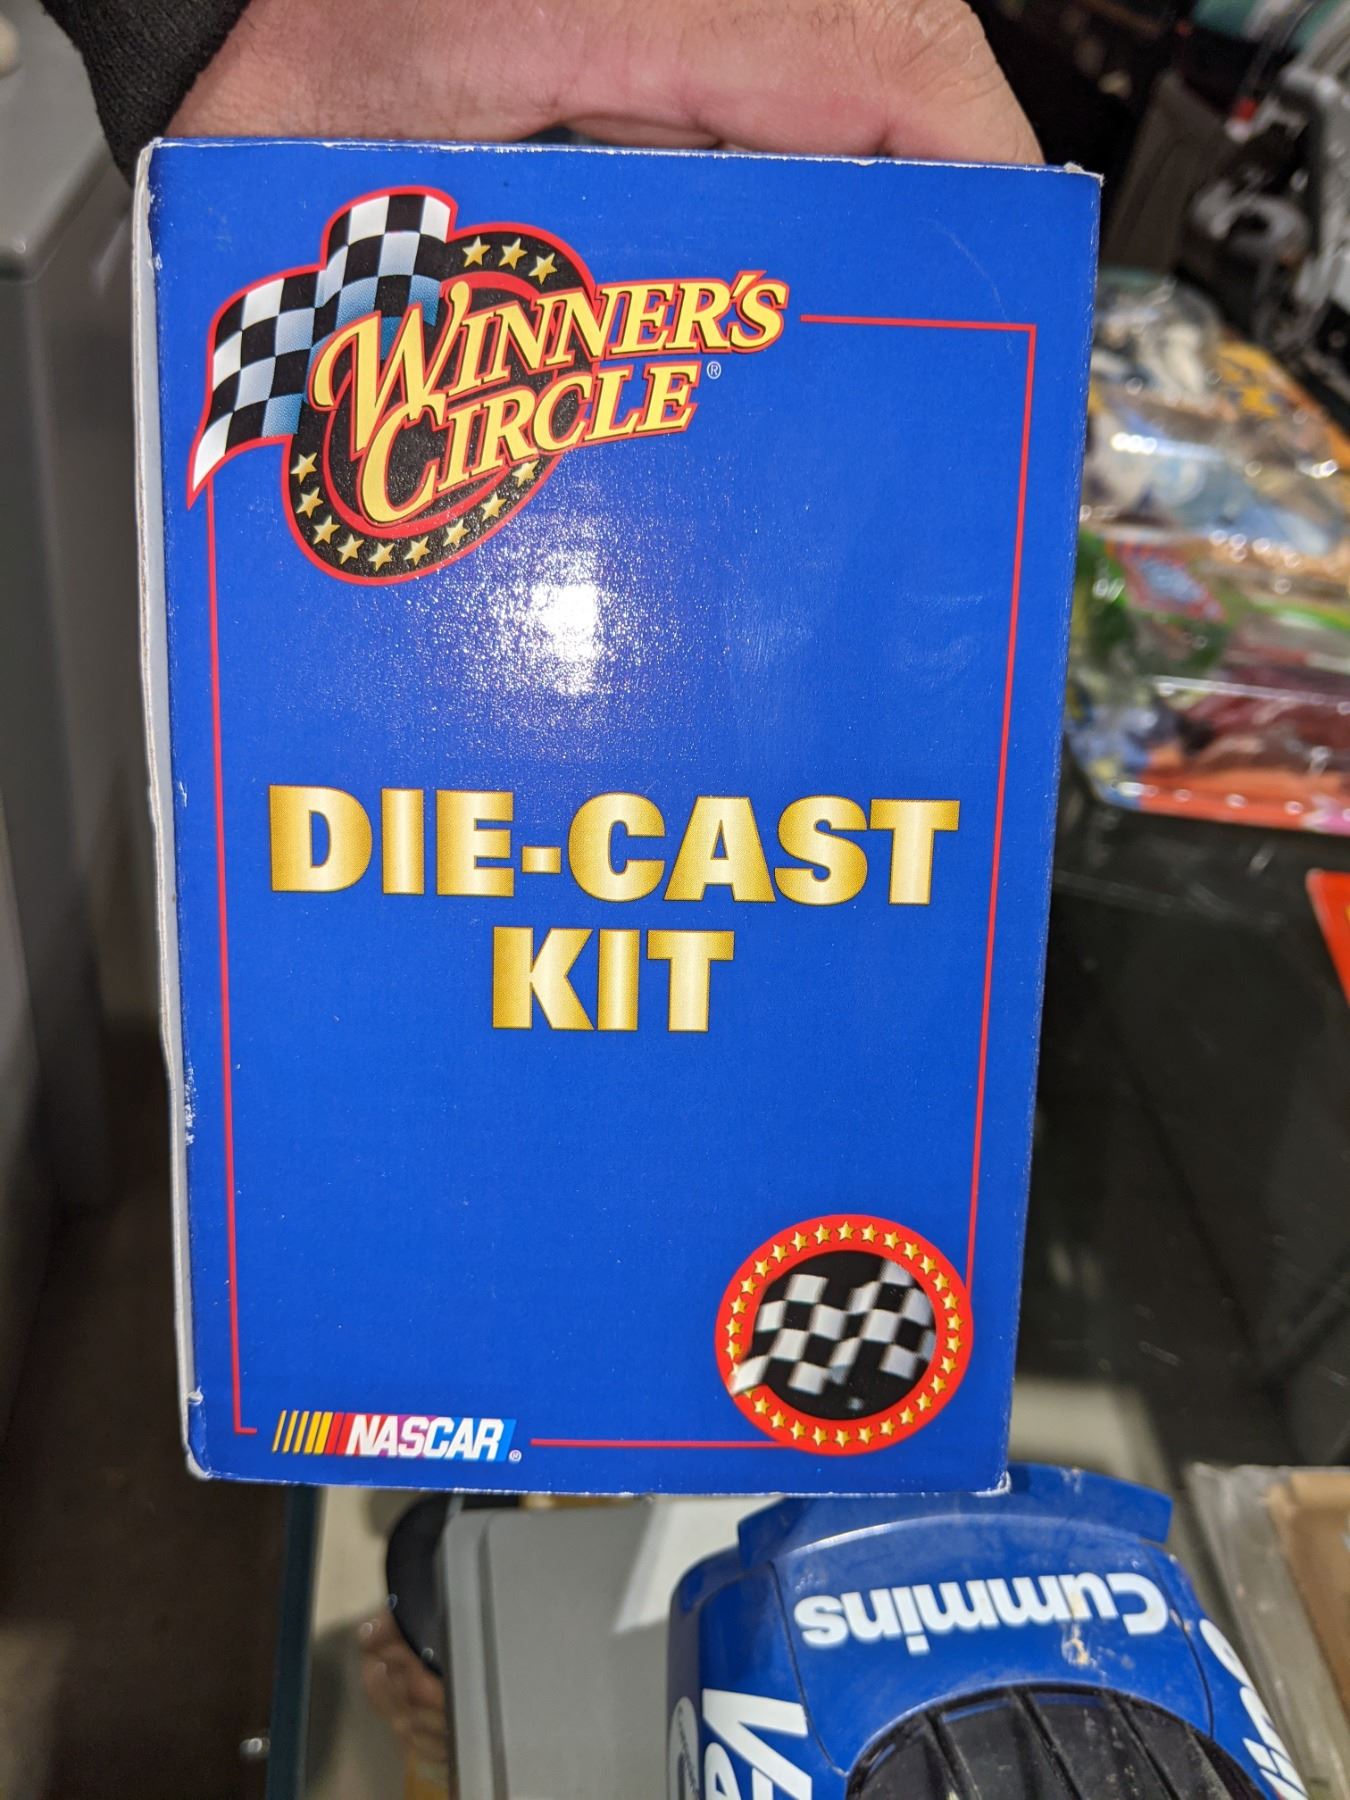 WINNER'S
CIRCLE®
DIE-CAST
KIT
NASCAR®
Cummins